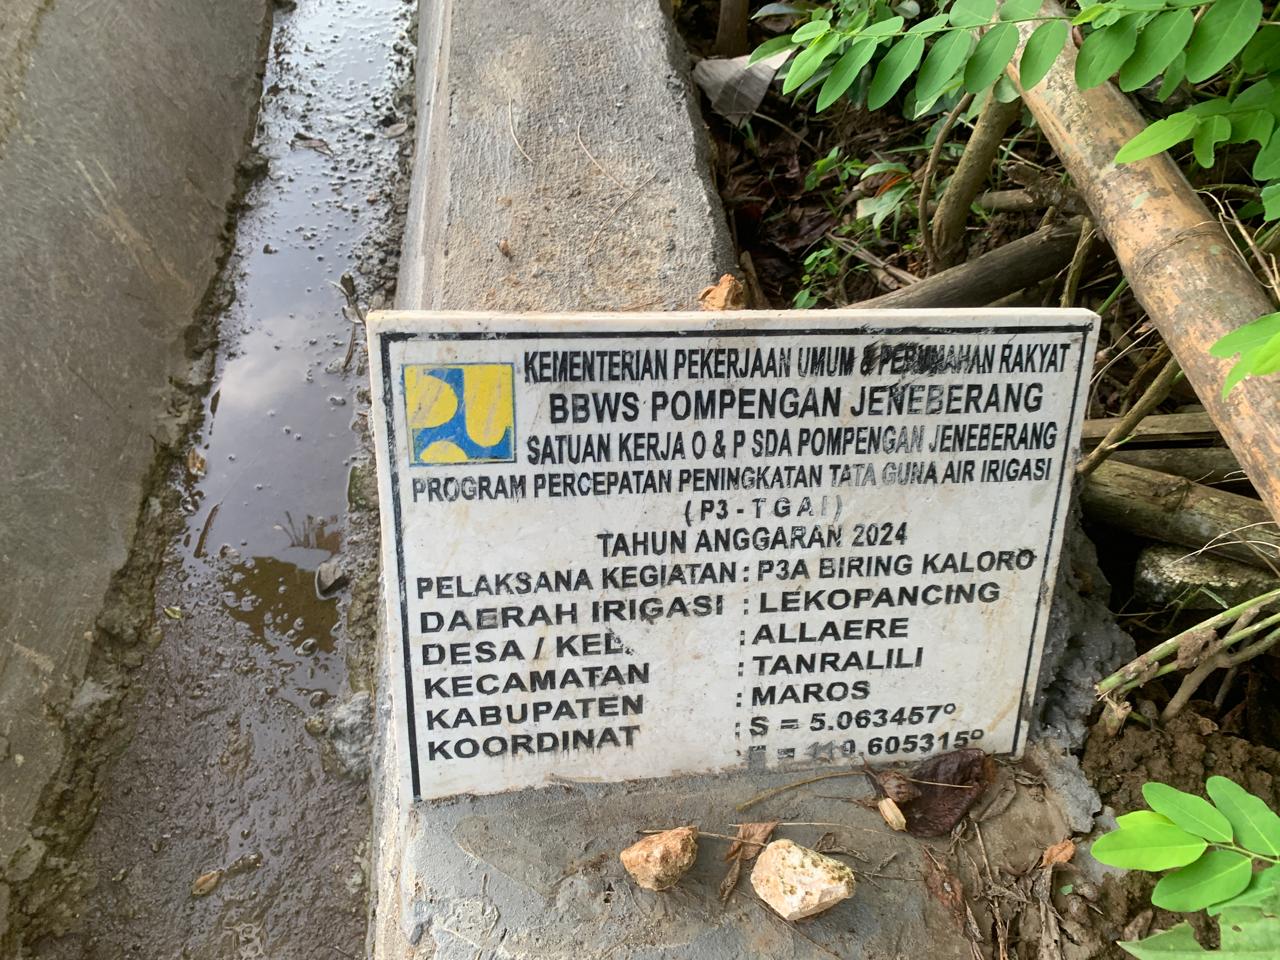 KEMENTERIAN PEKERJAAN UMUM & PERUMAHAN RAKYAT
BBWS POMPENGAN JENEBERANG
SATUAN KERJA O & P SDA POMPENGAN JENEBERANG
PROGRAM PERCEPATAN PENINGKATAN TATA GUNA AIR IRIGASI
( P3 - T G A I )
TAHUN ANGGARAN 2024
PELAKSANA KEGIATAN : P3A BIRING KALORO
DAERAH IRIGASI : LEKOPANCING
DESA / KEL. : ALLAERE
KECAMATAN : TANRALILI
KABUPATEN : MAROS
KOORDINAT : S = 5.063457°
= 119.605315°